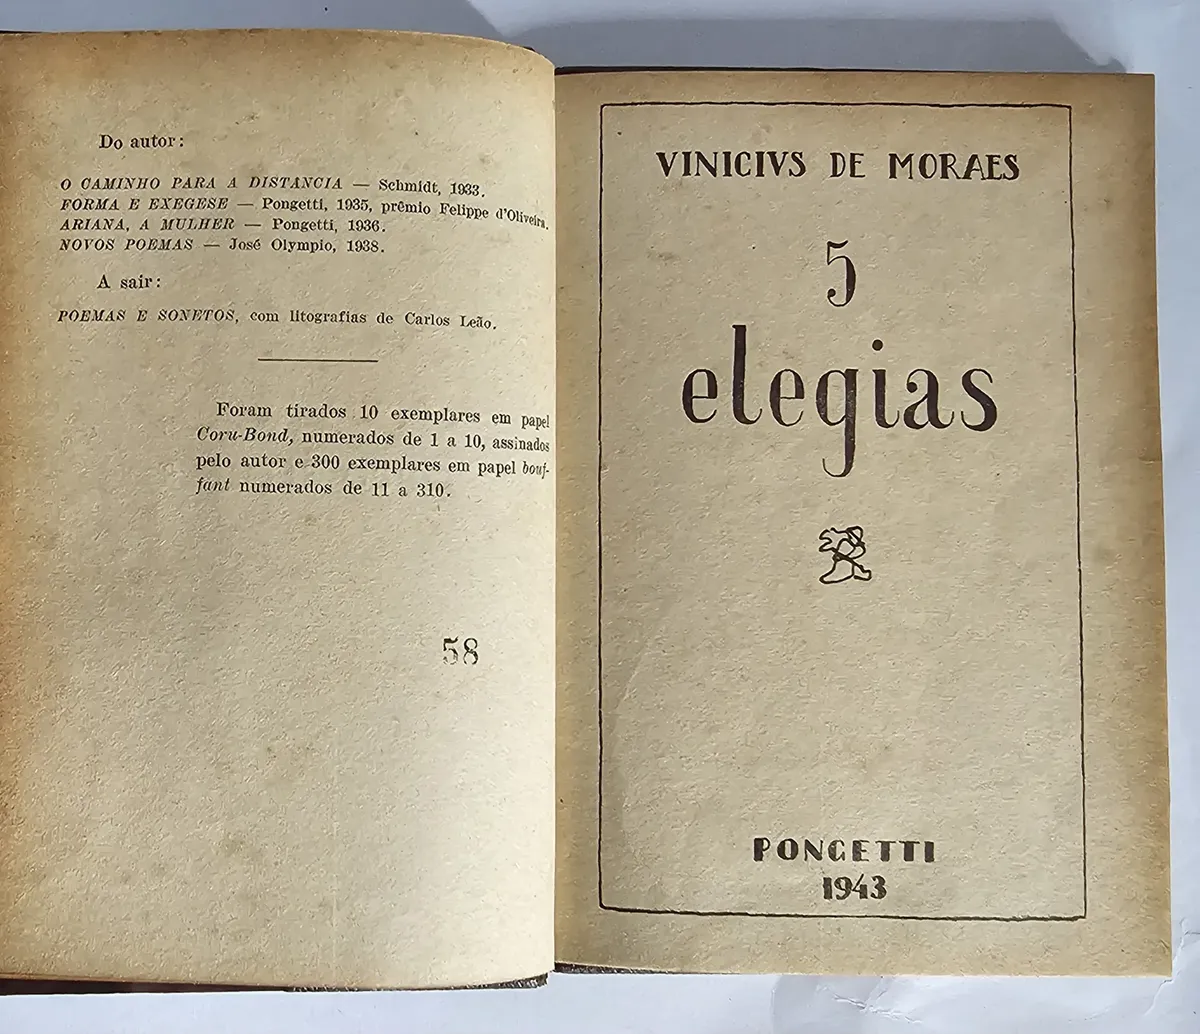 Do autor:
O CAMINHO PARA A DISTANCIA — Schmidt, 1933.
FORMA E EXEGESE — Pongetti, 1935, prêmio Felippe d'Oliveira.
ARIANA, A MULHER — Pongetti, 1936.
NOVOS POEMAS — José Olympio, 1938.
A sair:
POEMAS E SONETOS, com litografias de Carlos Leão.
Foram tirados 10 exemplares em papel
Coru-Bond, numerados de 1 a 10, assinados
pelo autor e 300 exemplares em papel bouf-
fant numerados de 11 a 310.
58
VINICIVS DE MORAES
5
elegias
PONGETTI
1943